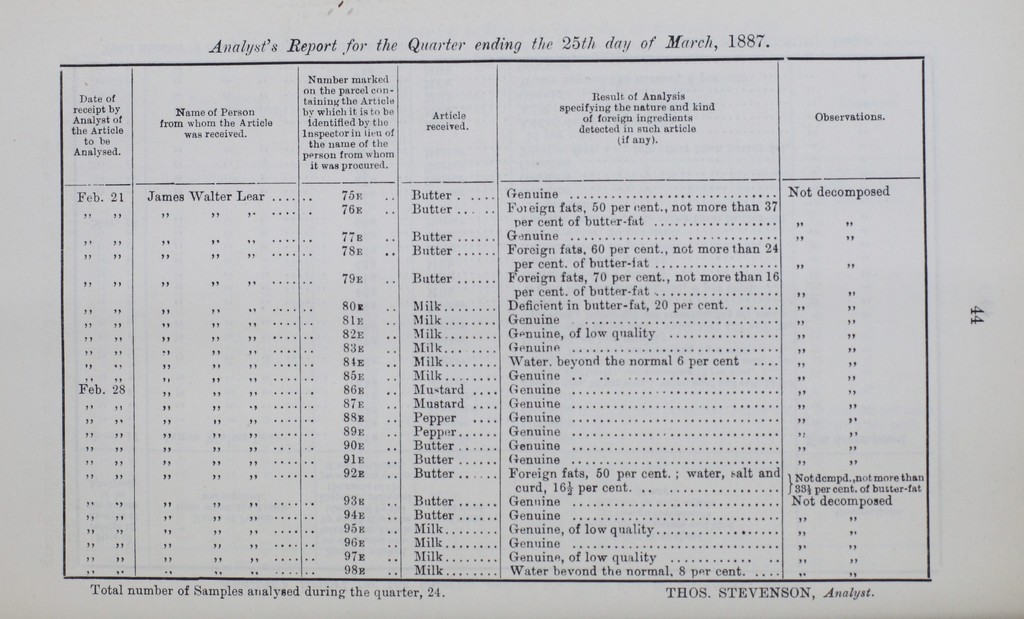 Analyst's Report for the Quarter ending the 25th day of March, 1887.
Date of receipt by Analyst of the Article to be Analysed. | Name of Person from whom the Article was received. | Number marked on the parcel containing the Article by which it is to be identified by the Inspector in lieu of the name of the person from whom it was procured. | Article received. | Result of Analysis specifying the nature and kind of foreign ingredients detected in such article (if any). | Observations.
Feb. 21 James Walter Lear .... .. 75E .. Butter ...... Genuine .......... Not decomposed
,, ,, ,, ,, ,, .... .. 76E .. Butter ...... Foreign fats, 50 per cent., not more than 37
per cent of butter-fat .......... ,, ,,
,, ,, ,, ,, ,, .... .. 77E .. Butter ...... Genuine .......... ,, ,,
,, ,, ,, ,, ,, .... .. 78E .. Butter ...... Foreign fats, 60 per cent., not more than 24
per cent. of butter-fat .......... ,, ,,
,, ,, ,, ,, ,, .... .. 79E .. Butter ...... Foreign fats, 70 per cent., not more than 16
per cent. of butter-fat .......... ,, ,,
,, ,, ,, ,, ,, .... .. 80E .. Milk ........ Deficient in butter-fat, 20 per cent. ....... ,, ,,
,, ,, ,, ,, ,, .... .. 81E .. Milk ........ Genuine .......... ,, ,,
,, ,, ,, ,, ,, .... .. 82E .. Milk ........ Genuine, of low quality .......... ,, ,,
,, ,, ,, ,, ,, .... .. 83E .. Milk ........ Genuine .......... ,, ,,
,, ,, ,, ,, ,, .... .. 84E .. Milk ........ Water, beyond the normal 6 per cent .... ,, ,,
,, ,, ,, ,, ,, .... .. 85E .. Milk ........ Genuine .......... ,, ,,
Feb. 28 ,, ,, ,, .... .. 86E .. Mustard .... Genuine .......... ,, ,,
,, ,, ,, ,, ,, .... .. 87E .. Mustard .... Genuine .......... ,, ,,
,, ,, ,, ,, ,, .... .. 88E .. Pepper .... Genuine .......... ,, ,,
,, ,, ,, ,, ,, .... .. 89E .. Pepper ...... Genuine .......... ,, ,,
,, ,, ,, ,, ,, .... .. 90E .. Butter ...... Genuine .......... ,, ,,
,, ,, ,, ,, ,, .... .. 91E .. Butter ...... Genuine .......... ,, ,,
,, ,, ,, ,, ,, .... .. 92E .. Butter ...... Foreign fats, 50 per cent.; water, salt and } Not dcmpd., not more than
curd, 16½ per cent. .......... 33½ per cent. of butter-fat
,, ,, ,, ,, ,, .... .. 93E .. Butter ...... Genuine .......... Not decomposed
,, ,, ,, ,, ,, .... .. 94E .. Butter ...... Genuine .......... ,, ,,
,, ,, ,, ,, ,, .... .. 95E .. Milk ........ Genuine, of low quality .......... ,, ,,
,, ,, ,, ,, ,, .... .. 96E .. Milk ........ Genuine .......... ,, ,,
,, ,, ,, ,, ,, .... .. 97E .. Milk ........ Genuine, of low quality .......... ,, ,,
,, ,, ,, ,, ,, .... .. 98E .. Milk ........ Water beyond the normal, 8 per cent. .... ,, ,,
Total number of Samples analysed during the quarter, 24. THOS. STEVENSON, Analyst.
44